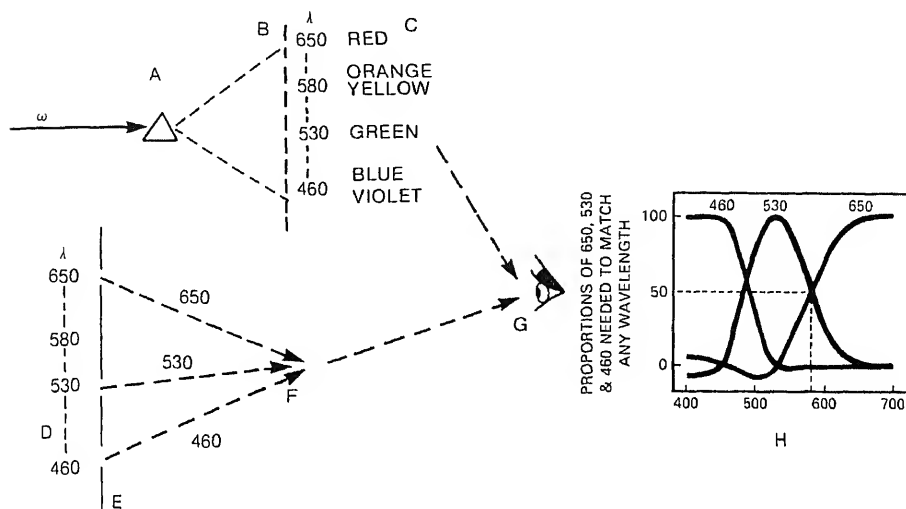 λ
B
650 RED
C
A
580 ORANGE
YELLOW
ω
530 GREEN
460 BLUE
VIOLET
λ
650
650
580
530
530
F
D
460
460
E
G
PROPORTIONS OF 650, 530
& 460 NEEDED TO MATCH
ANY WAVELENGTH
460 530 650
100
50
0
400 500 600 700
H